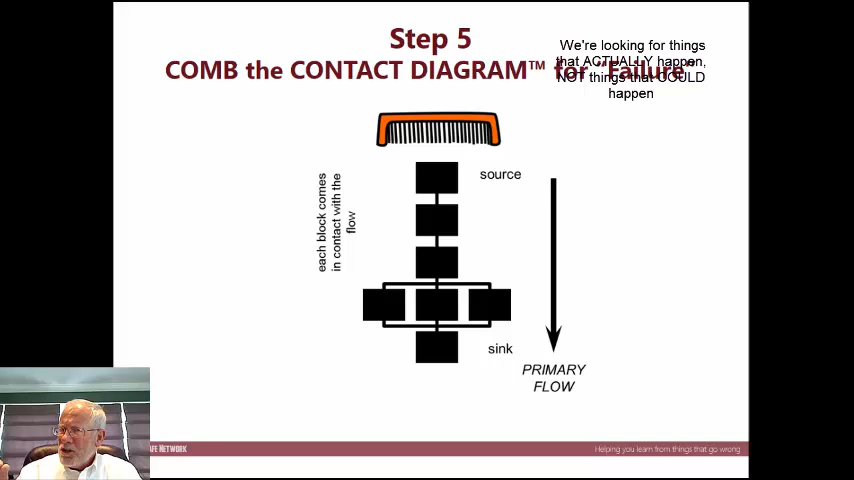 Step 5
COMB the CONTACT DIAGRAM™ for “Failure”
We're looking for things
that ACTUALLY happen,
NOT things that COULD
happen
each block comes
in contact with the
flow
source
sink
PRIMARY
FLOW
NETWORK
Helping you learn from things that go wrong